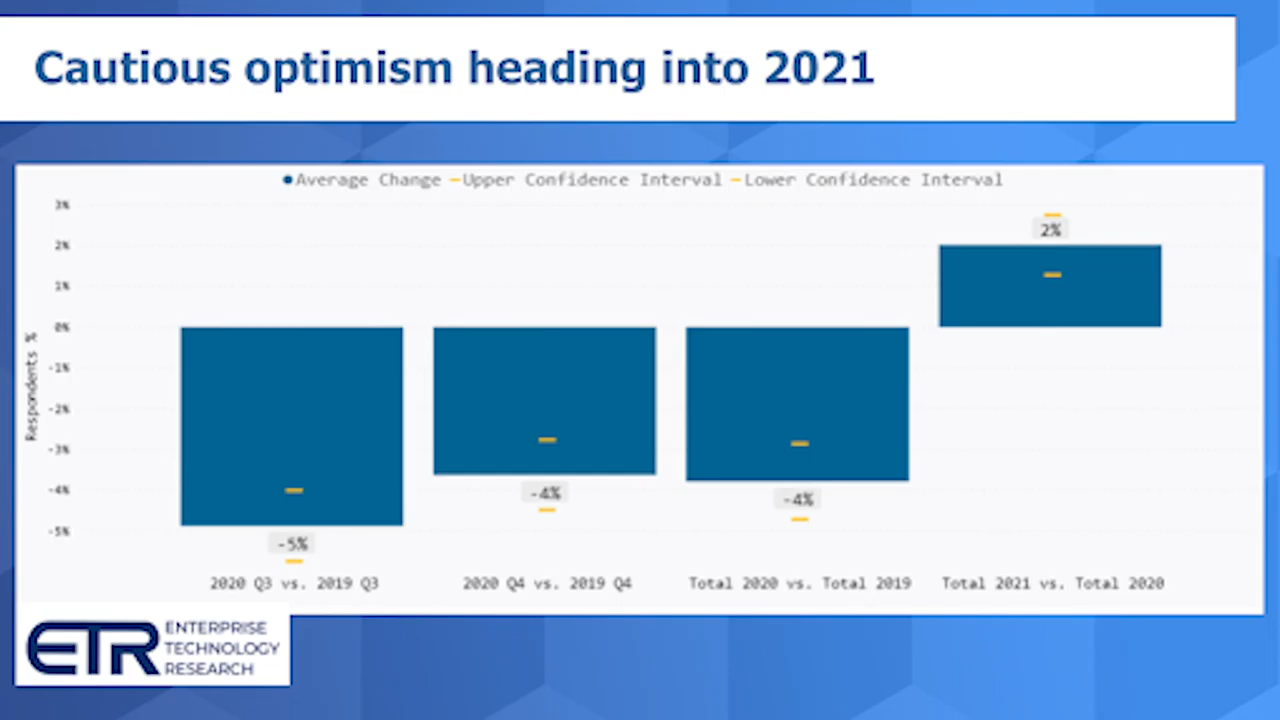 Cautious optimism heading into 2021
Average Change Upper Confidence Interval Lower Confidence Interval
3%
2%
1%
0%
-1%
-2%
-3%
-4%
-5%
Respondents %
-5%
-4%
-4%
2%
2020 Q3 vs. 2019 Q3
2020 Q4 vs. 2019 Q4
Total 2020 vs. Total 2019
Total 2021 vs. Total 2020
ETR
ENTERPRISE
TECHNOLOGY
RESEARCH